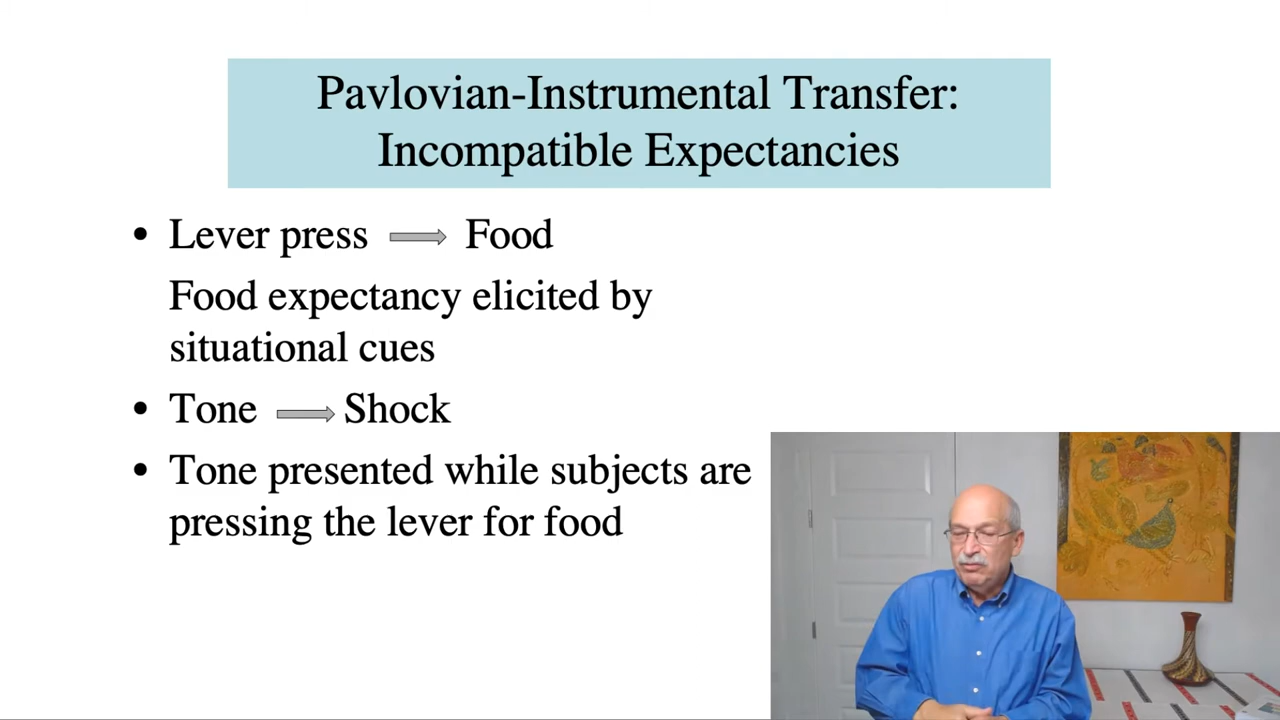 Pavlovian-Instrumental Transfer:
Incompatible Expectancies
• Lever press Food
Food expectancy elicited by
situational cues
• Tone Shock
• Tone presented while subjects are
pressing the lever for food